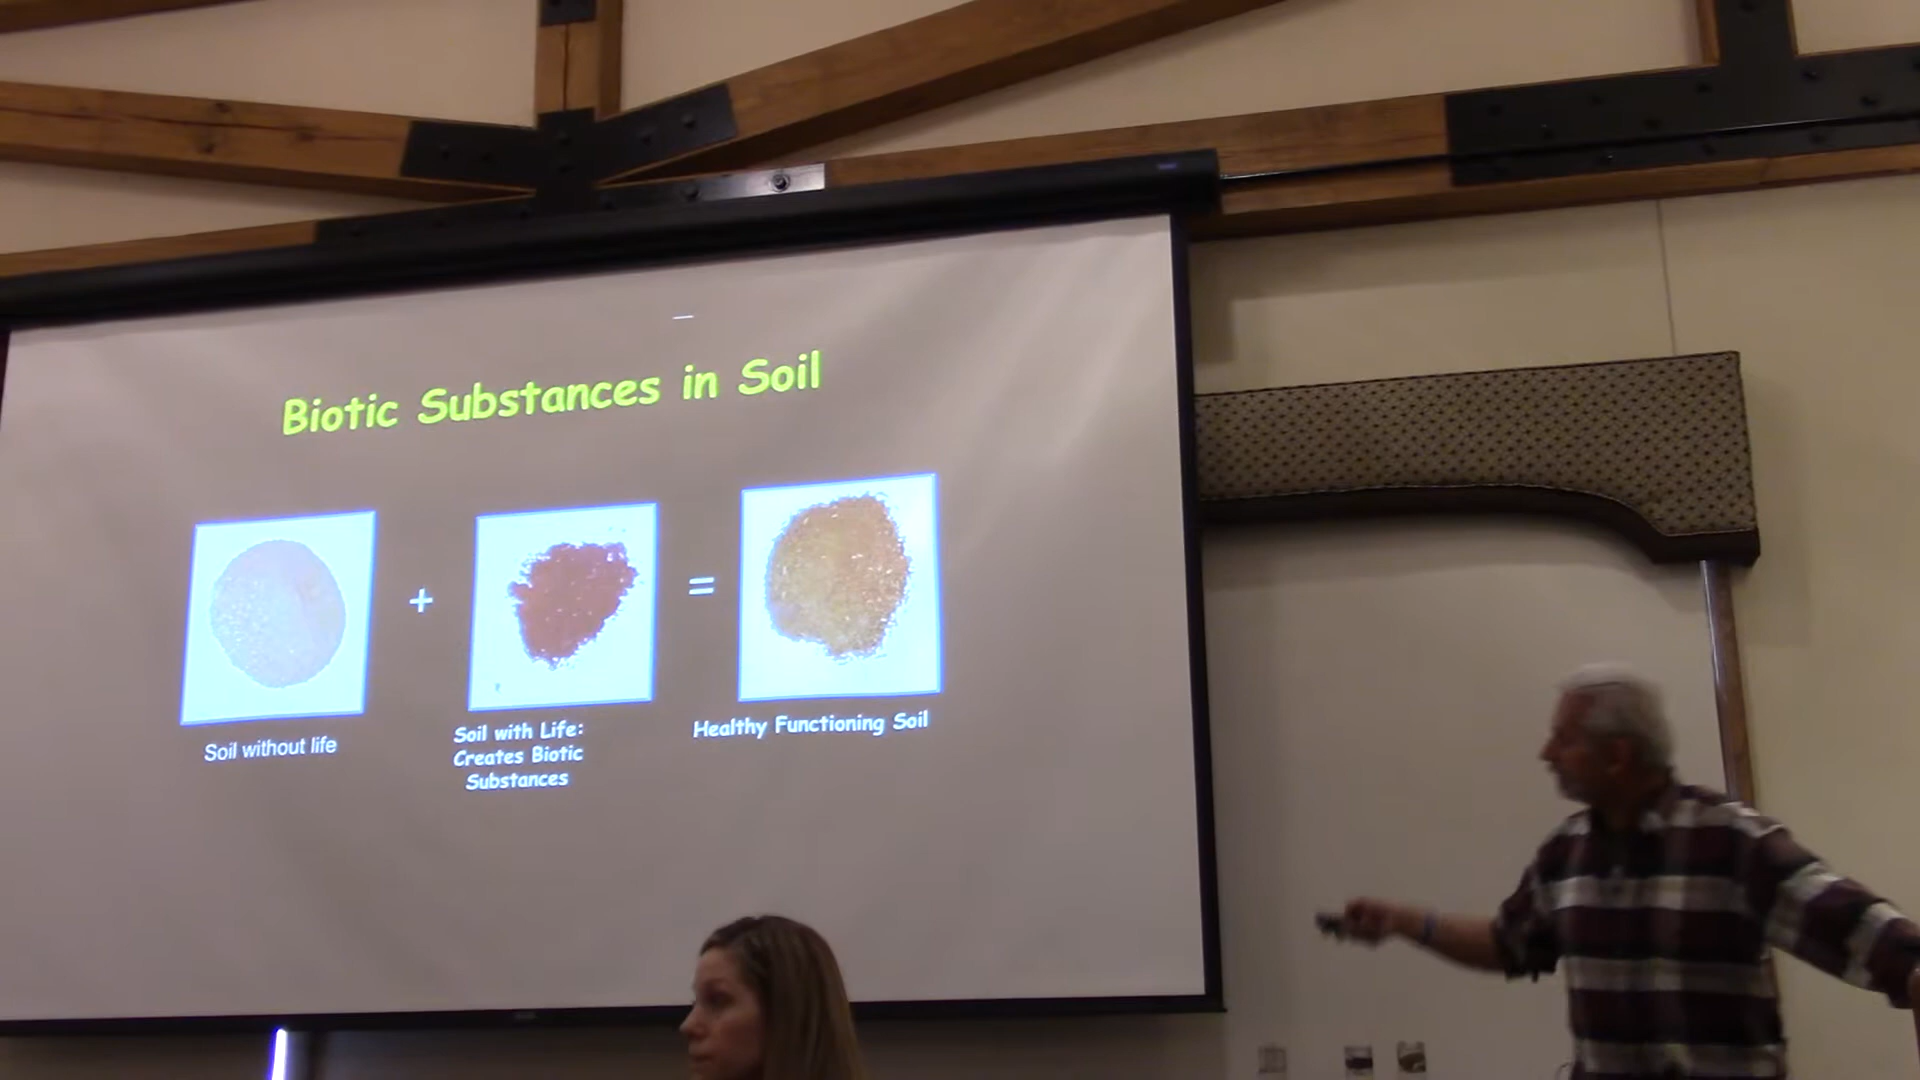 Biotic Substances in Soil
+
=
Soil without life
Soil with Life:
Creates Biotic
Substances
Healthy Functioning Soil